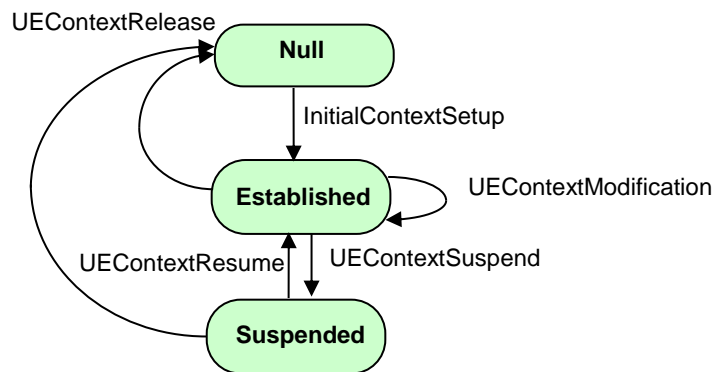 UEContextRelease
Null
InitialContextSetup
Established
UEContextModification
UEContextResume
UEContextSuspend
Suspended